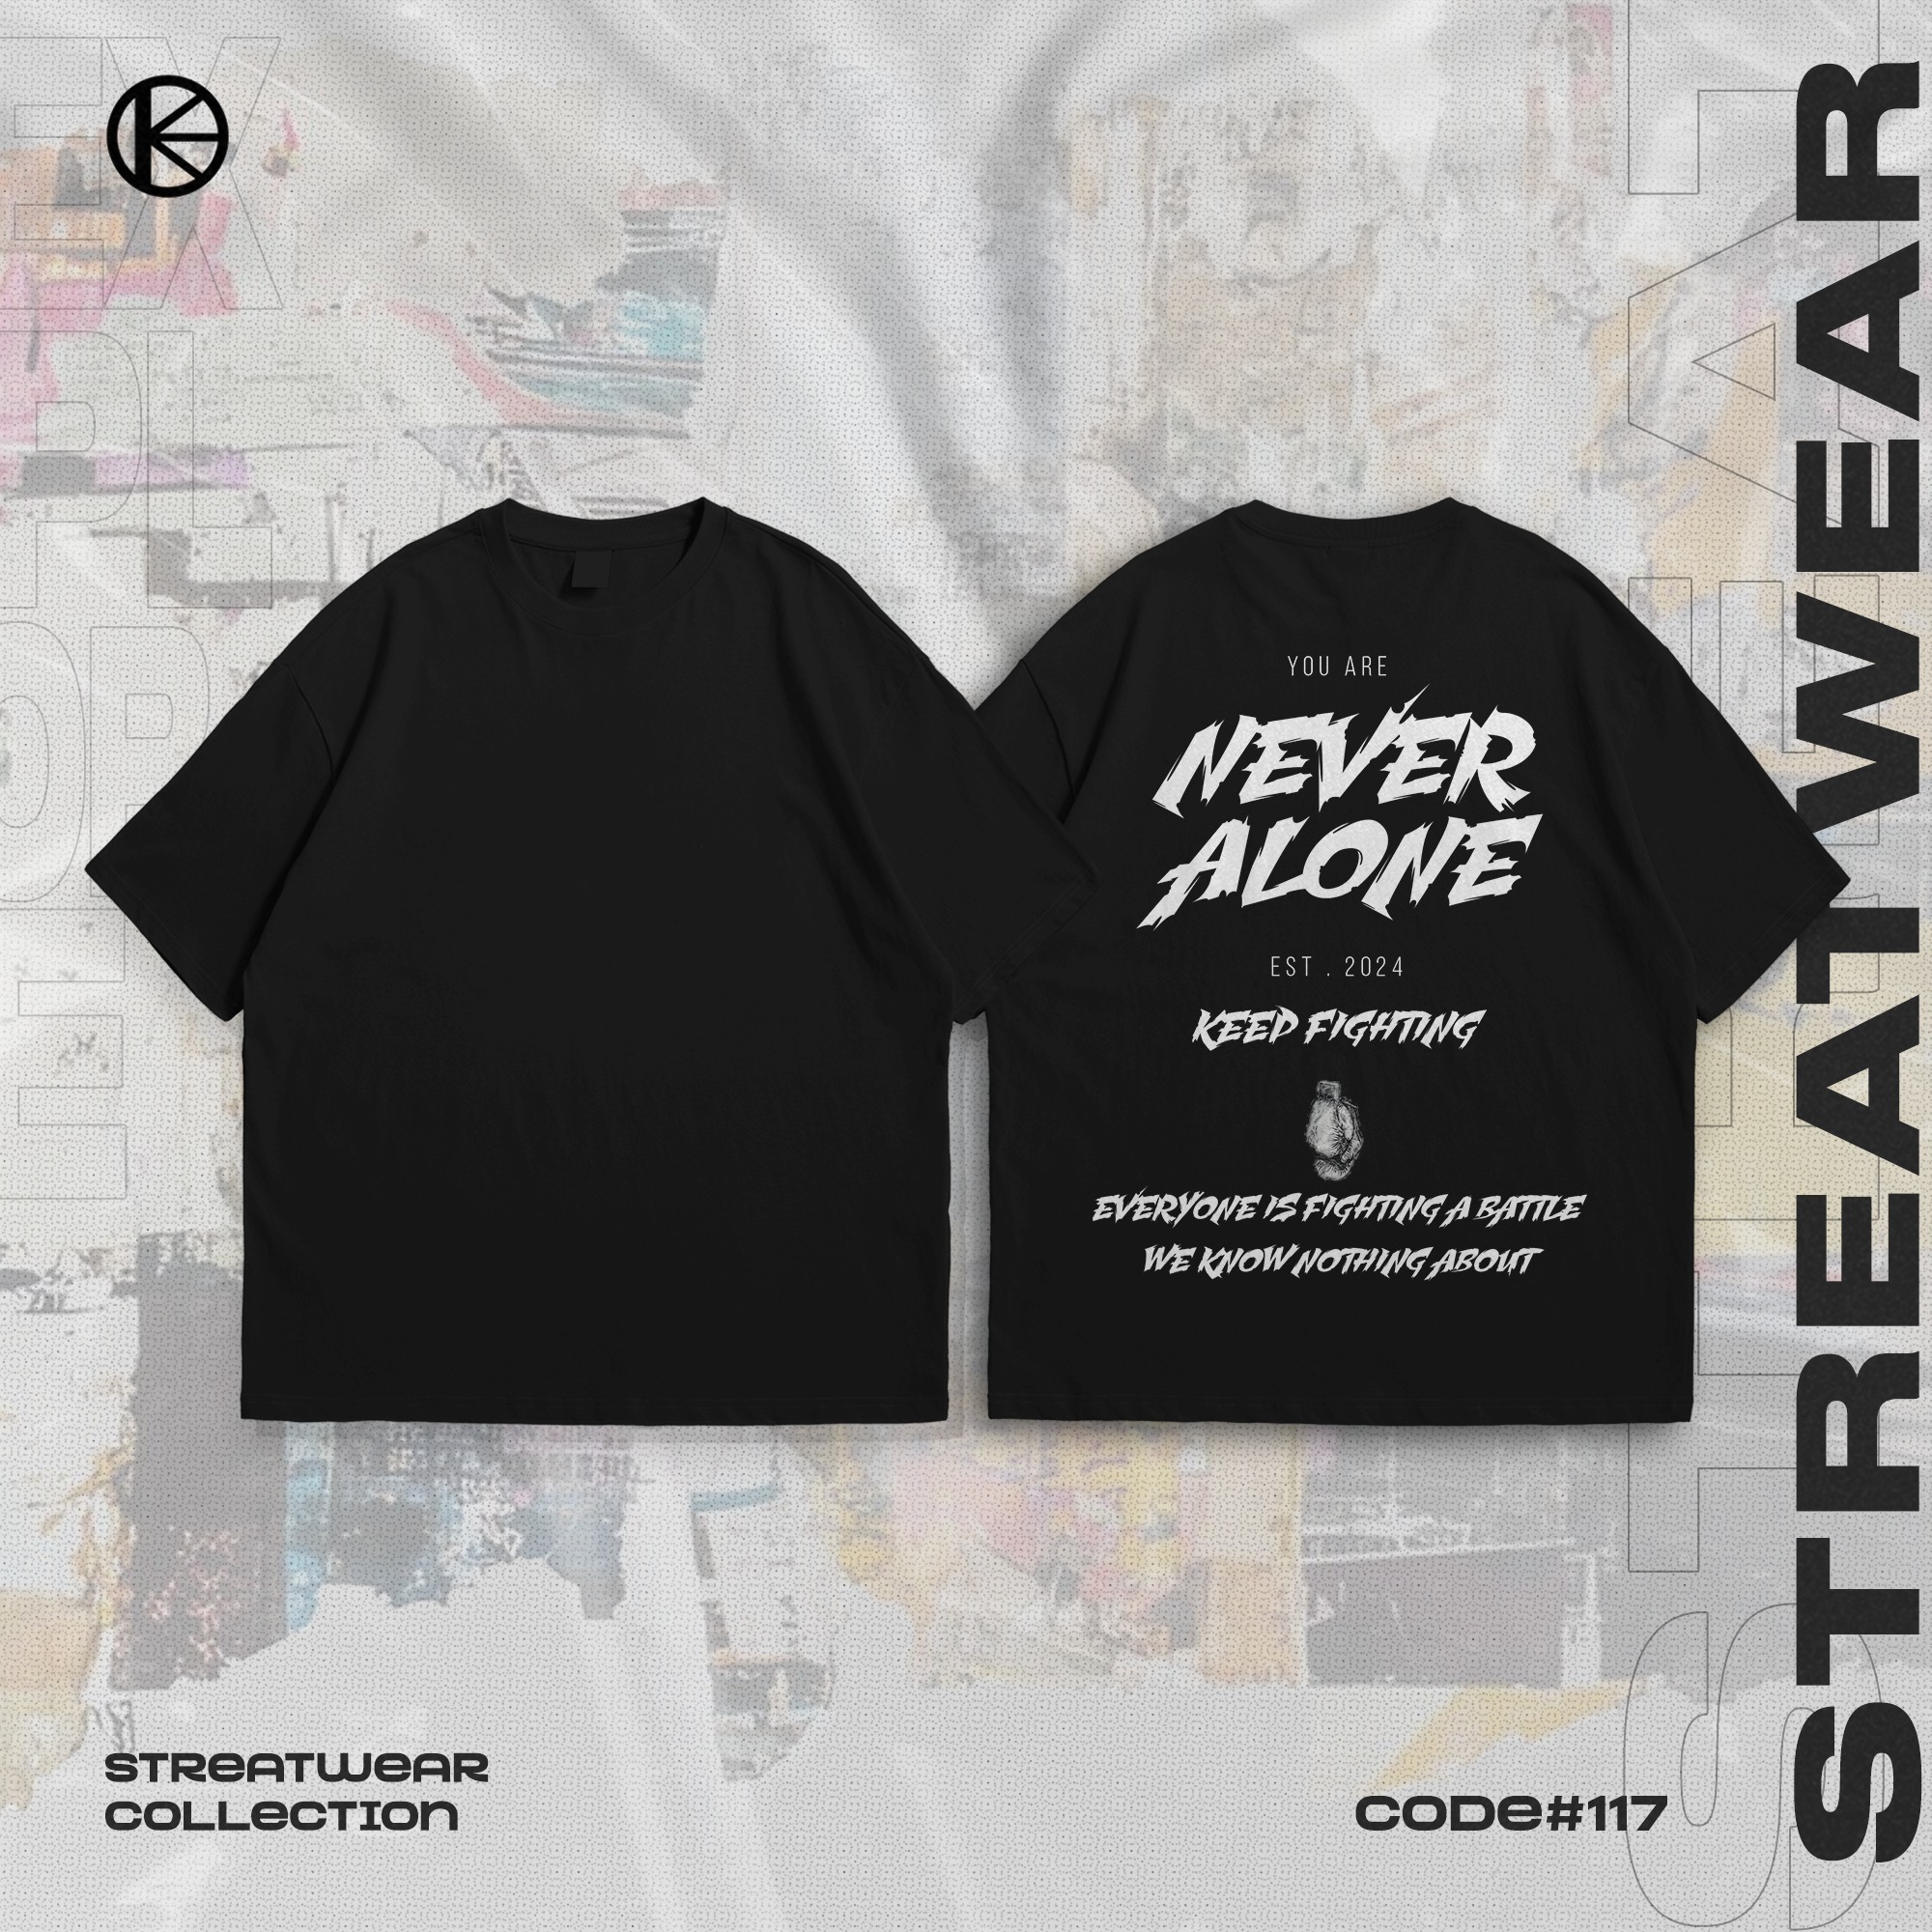 YOU ARE
NEVER
ALONE
EST . 2024
KEEP FIGHTING
EVERYONE IS FIGHTING A BATTLE
WE KNOW NOTHING ABOUT
STREATWEAR
STREATWEAR
COLLECTION
CODE#117